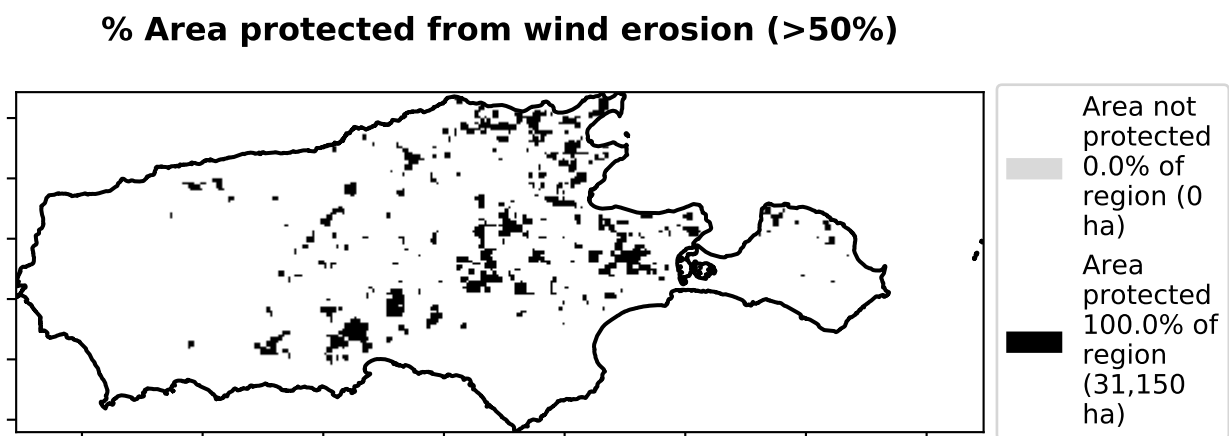 % Area protected from wind erosion (>50%)
Area not
protected
0.0% of
region (0
ha)
Area
protected
100.0% of
region
(31,150
ha)